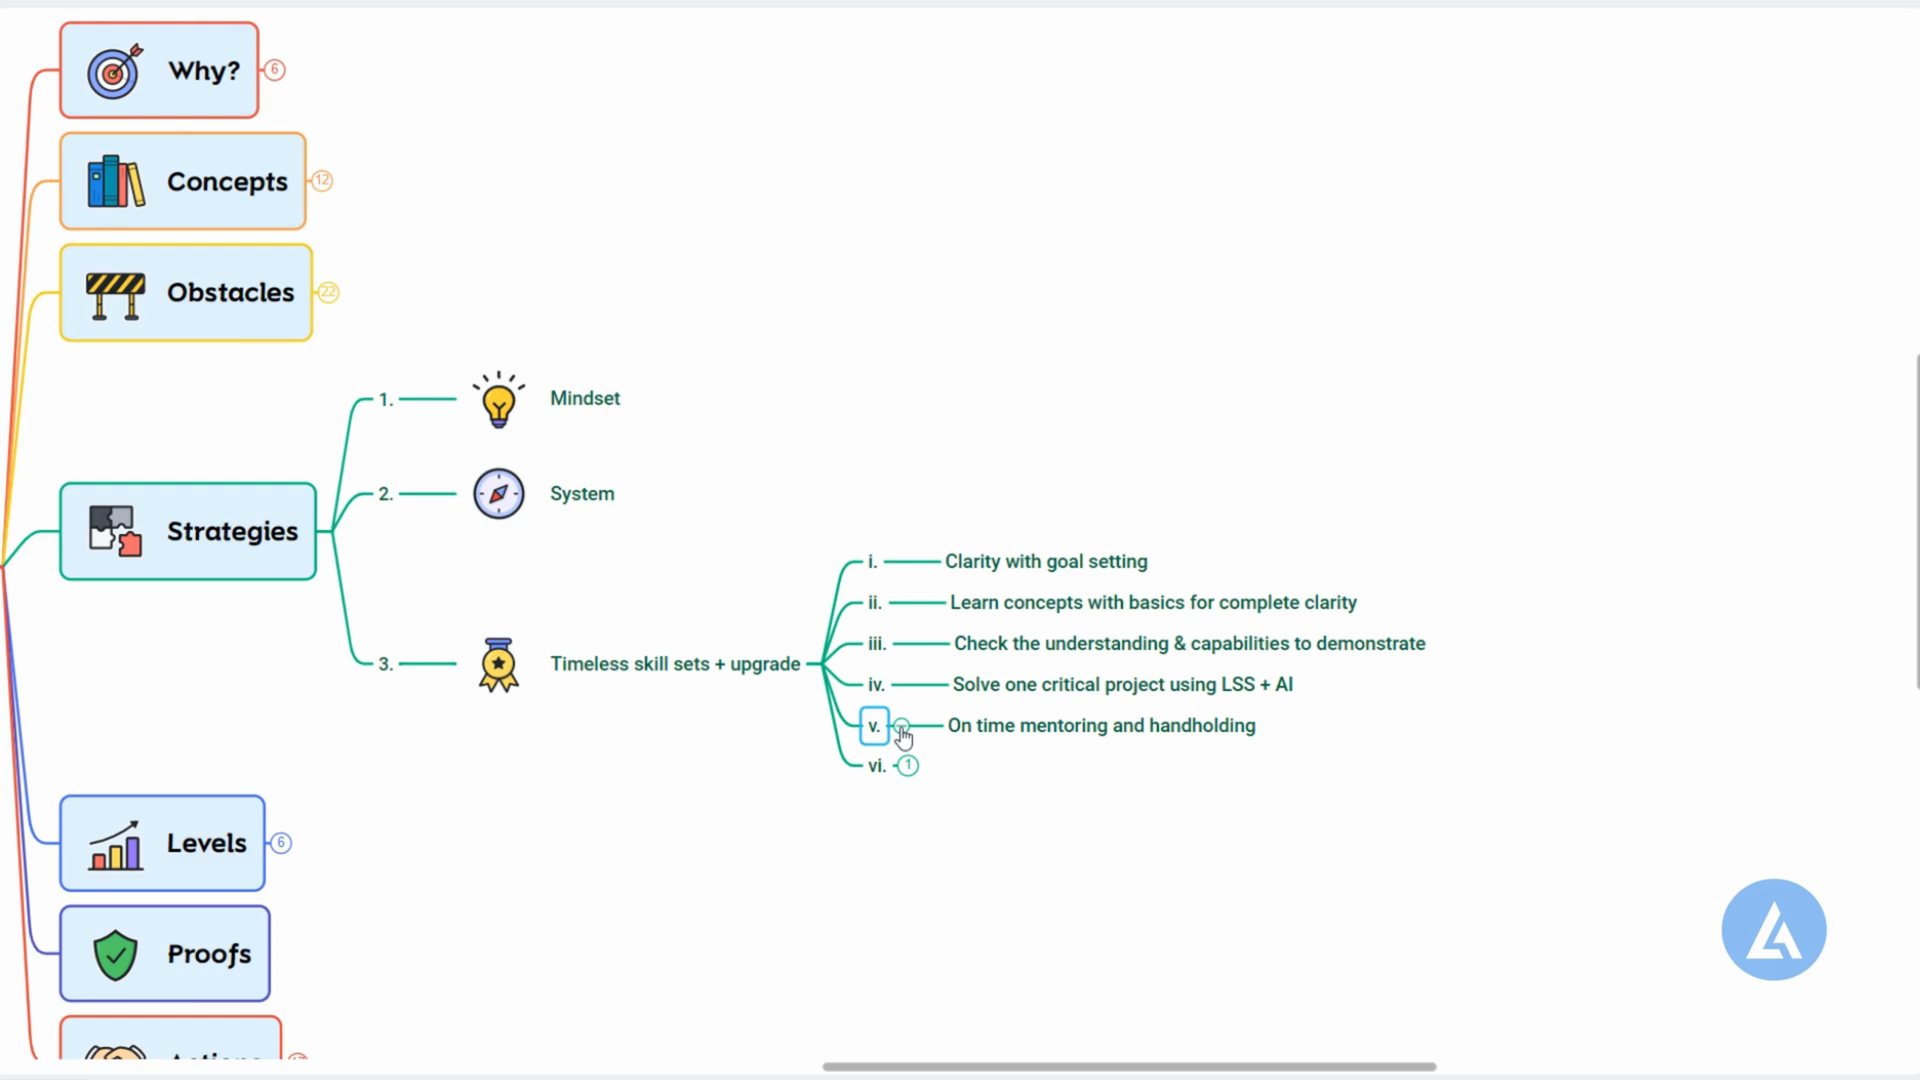 Why? 6
Concepts 12
Obstacles 22
Strategies
1. Mindset
2. System
3. Timeless skill sets + upgrade
i. Clarity with goal setting
ii. Learn concepts with basics for complete clarity
iii. Check the understanding & capabilities to demonstrate
iv. Solve one critical project using LSS + AI
v. On time mentoring and handholding
vi. 1
Levels 6
Proofs